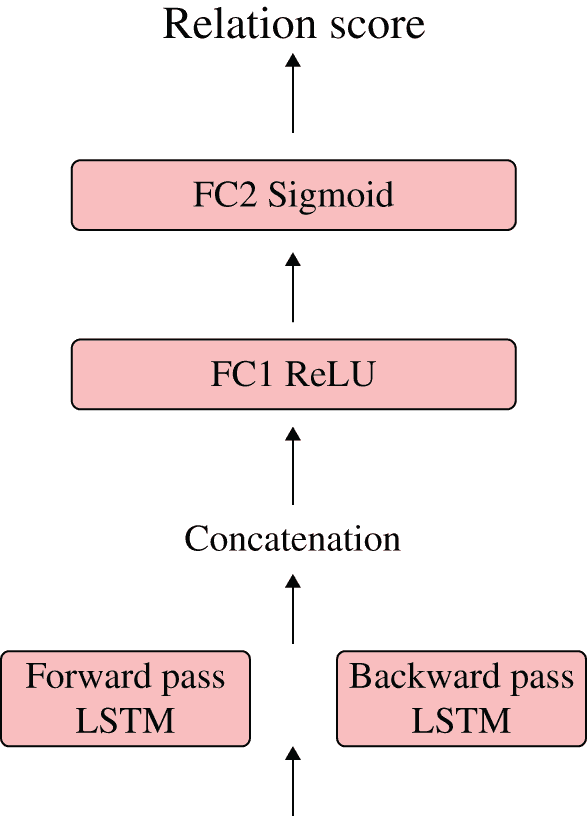 Relation score
FC2 Sigmoid
FC1 ReLU
Concatenation
Forward pass
LSTM
Backward pass
LSTM